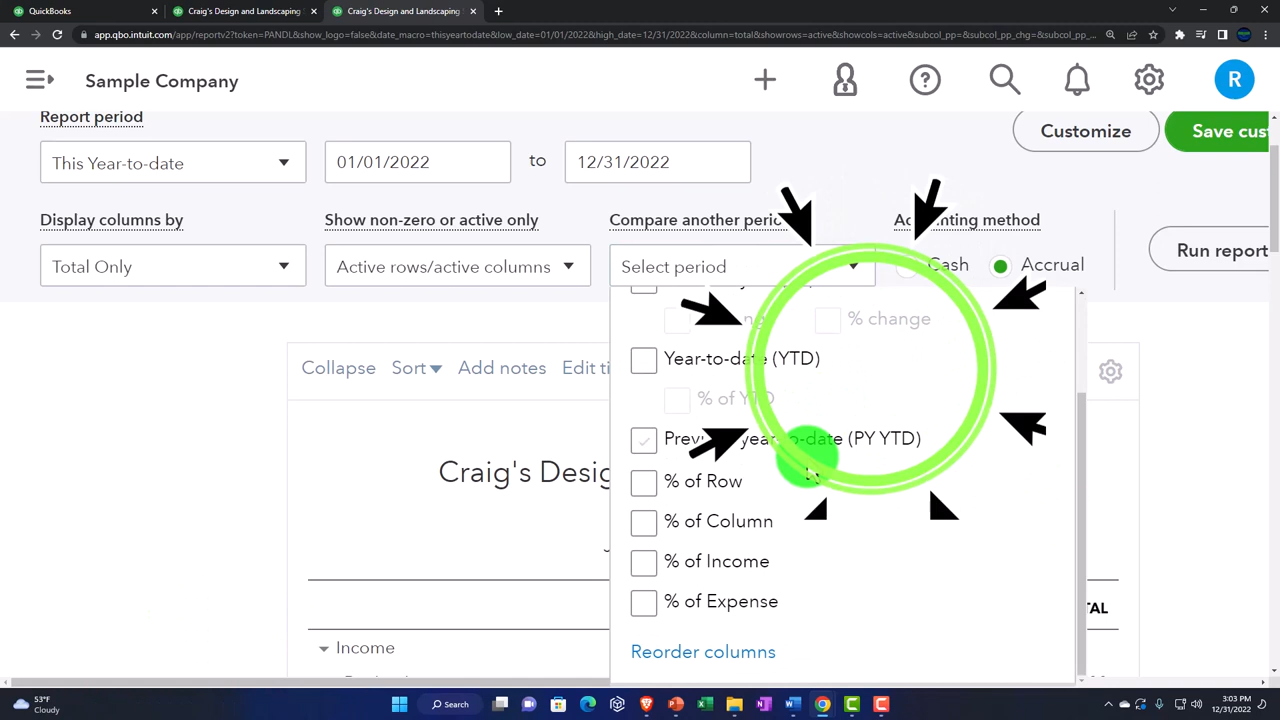 QuickBooks
Craig's Design and Landscaping
Craig's Design and Landscaping
app.qbo.intuit.com/app/reportv2?token=PANDL&show_logo=false&date_macro=thisyeartodate&low_date=01/01/2022&high_date=12/31/2022&column=total&showrows=active&showcols=active&subcol_pp=&subcol_pp_chg=&subcol_pp_...
Sample Company
R
Report period
Customize
Save cus
This Year-to-date
01/01/2022
to
12/31/2022
Display columns by
Show non-zero or active only
Compare another perio
Accounting method
Total Only
Active rows/active columns
Select period
Cash
Accrual
Run report
% change
Collapse
Sort
Add notes
Edit ti
Year-to-date (YTD)
% of YTD
year-to-date (PY YTD)
Craig's Desig
% of Row
% of Column
% of Income
% of Expense
TAL
Income
Reorder columns
53°F
Cloudy
Search
3:03 PM
12/31/2022